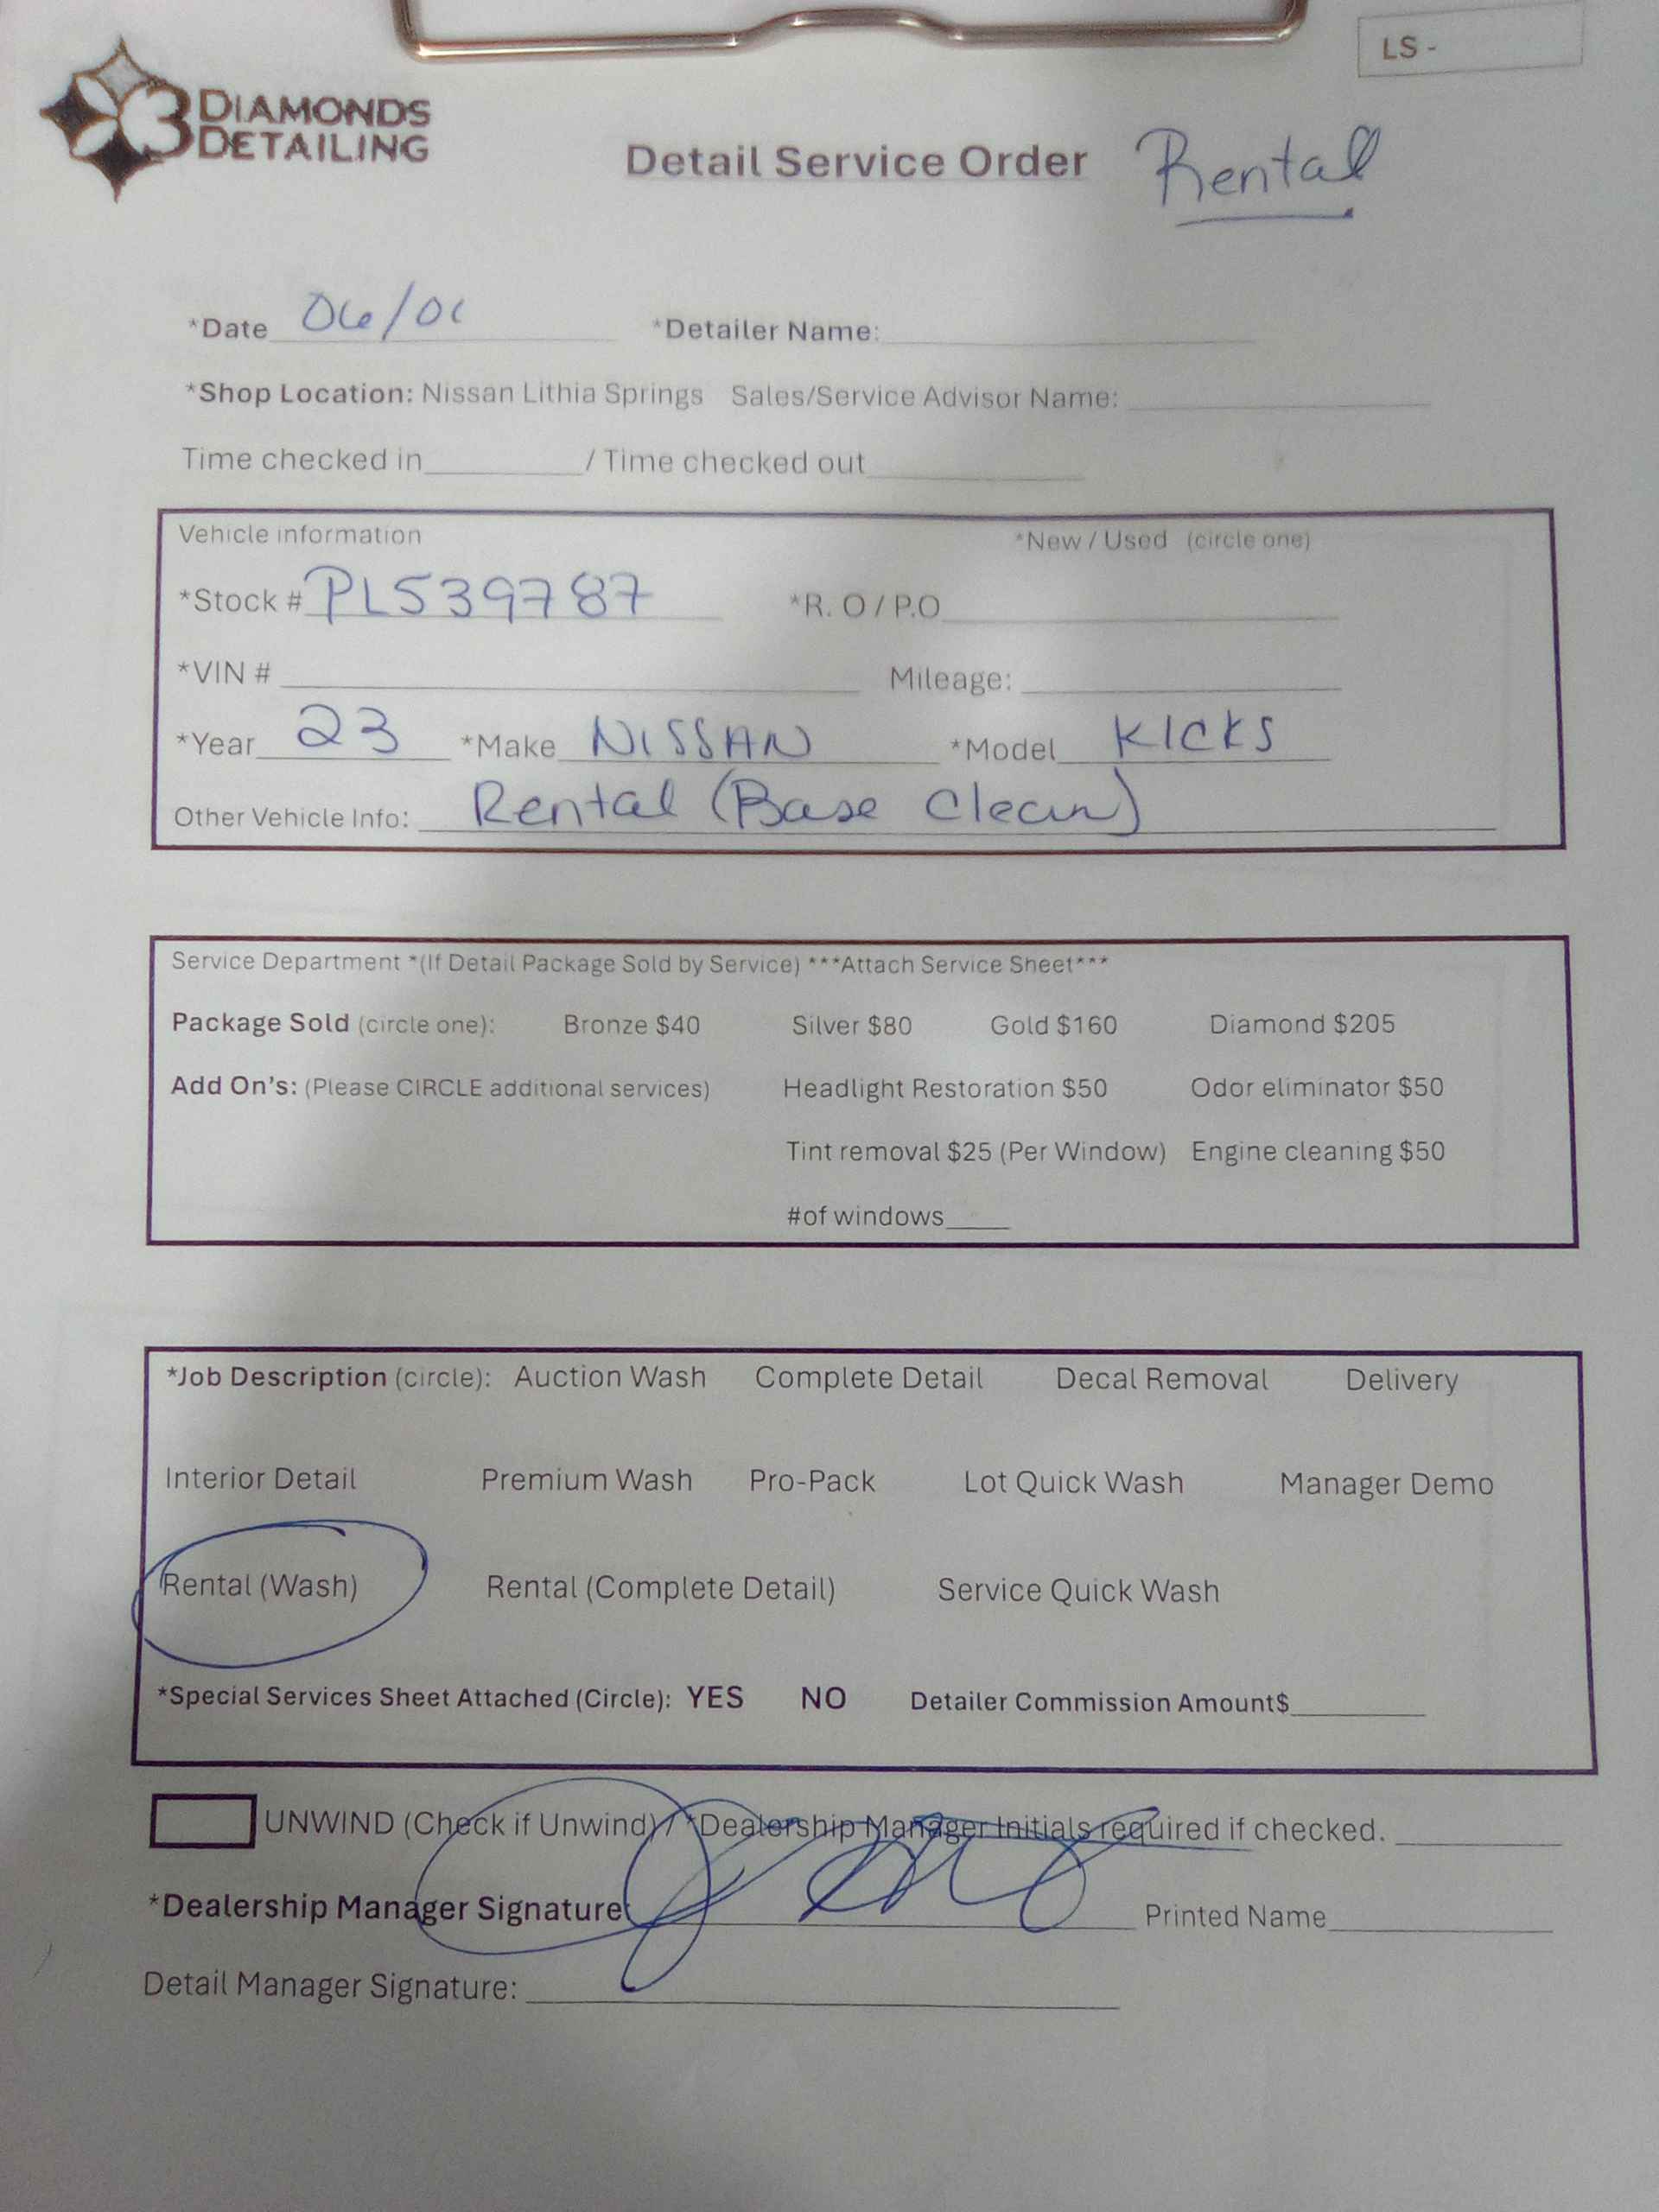 LS -
3 DIAMONDS
DETAILING
Detail Service Order Rental
*Date 06/01 *Detailer Name:
*Shop Location: Nissan Lithia Springs Sales/Service Advisor Name:
Time checked in / Time checked out
Vehicle information *New / Used (circle one)
*Stock # PL539787 *R. O / P.O
*VIN # Mileage:
*Year 23 *Make NISSAN *Model KICKS
Other Vehicle Info: Rental (Base Clean)
Service Department *(If Detail Package Sold by Service) ***Attach Service Sheet***
Package Sold (circle one): Bronze $40 Silver $80 Gold $160 Diamond $205
Add On's: (Please CIRCLE additional services) Headlight Restoration $50 Odor eliminator $50
Tint removal $25 (Per Window) Engine cleaning $50
#of windows
*Job Description (circle): Auction Wash Complete Detail Decal Removal Delivery
Interior Detail Premium Wash Pro-Pack Lot Quick Wash Manager Demo
Rental (Wash) Rental (Complete Detail) Service Quick Wash
*Special Services Sheet Attached (Circle): YES NO Detailer Commission Amount$
UNWIND (Check if Unwind) / *Dealership Manager Initials required if checked.
*Dealership Manager Signature: Printed Name
Detail Manager Signature: